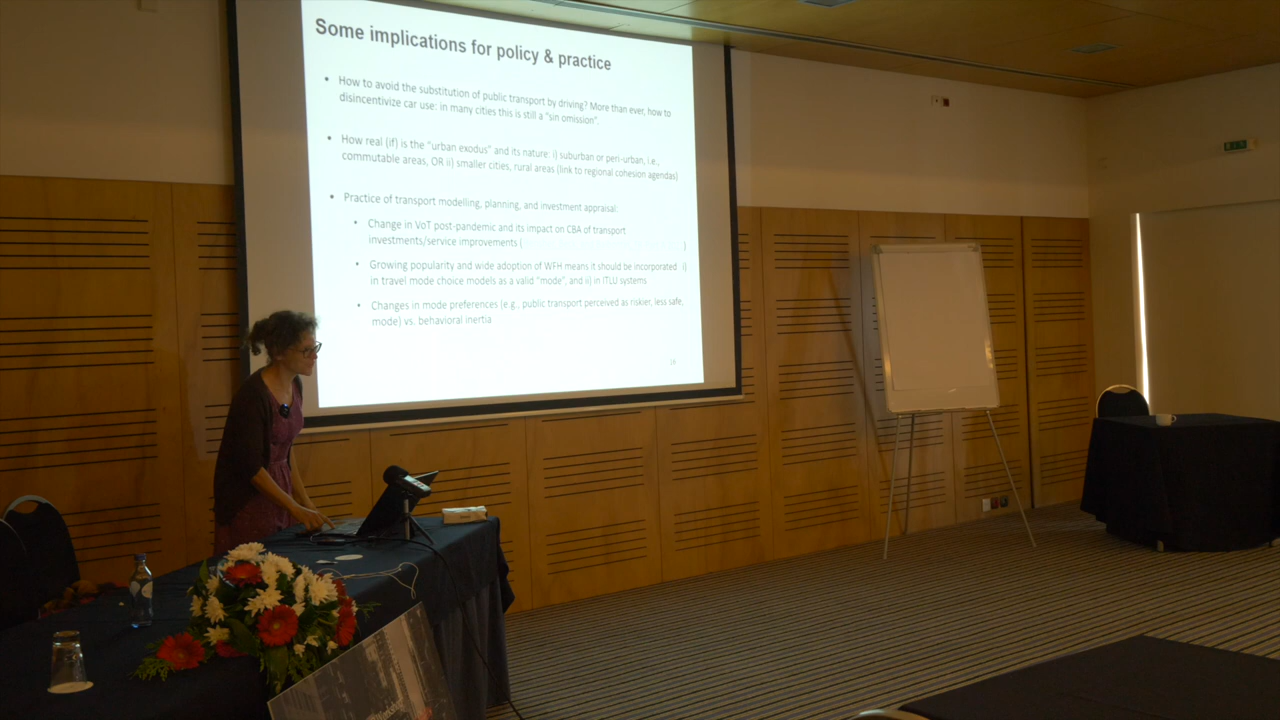 Some implications for policy & practice
• How to avoid the substitution of public transport by driving? More than ever, how to
disincentivize car use: in many cities this is still a “sin omission”.
• How real (if) is the “urban exodus” and its nature: i) suburban or peri-urban, i.e.,
commutable areas, OR ii) smaller cities, rural areas (link to regional cohesion agendas)
• Practice of transport modelling, planning, and investment appraisal:
• Change in VoT post-pandemic and its impact on CBA of transport
investments/service improvements ( )
• Growing popularity and wide adoption of WFH means it should be incorporated i)
in travel mode choice models as a valid “mode”, and ii) in ITLU systems
• Changes in mode preferences (e.g., public transport perceived as riskier, less safe,
mode) vs. behavioral inertia